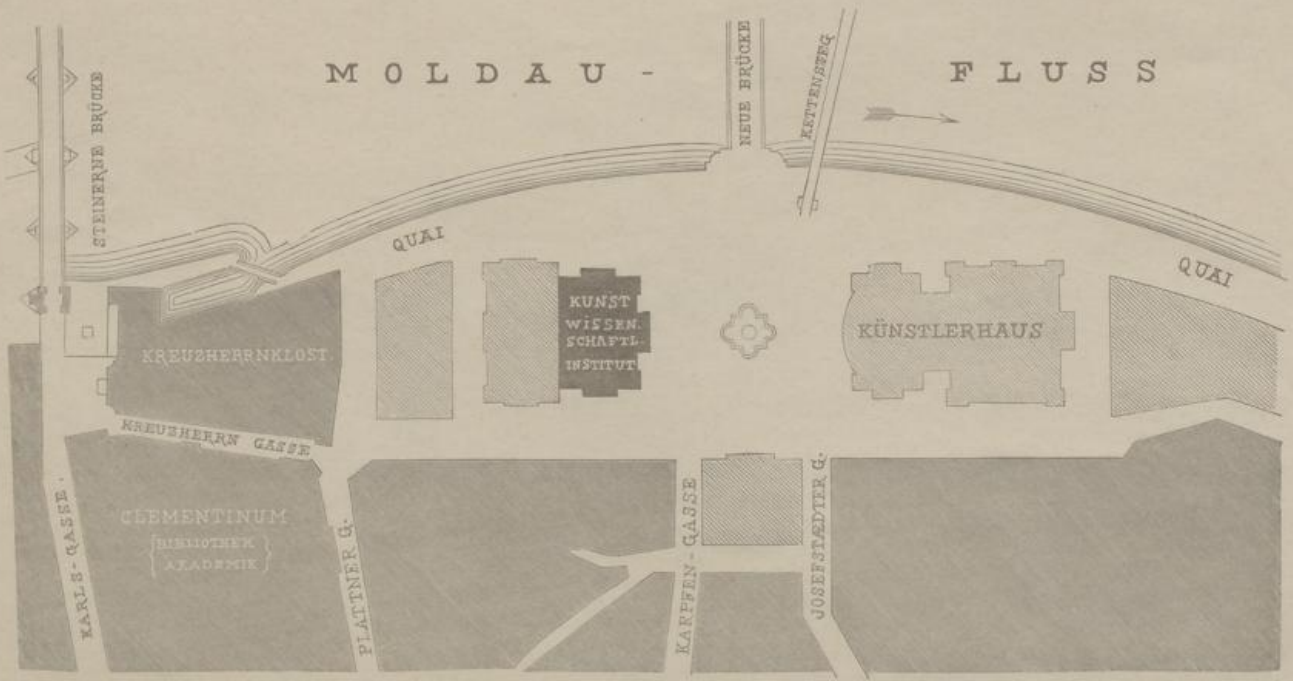 MOLDAU - FLUSS
STEINERNE BRÜCKE
NEUE BRÜCKE
KETTENSTEG
QUAI
QUAI
KUNST
WISSEN.
SCHAFTL.
INSTITUT
KÜNSTLERHAUS
KREUZHERRNKLOST.
KREUZHERRN GASSE
CLEMENTINUM
BIBLIOTHEK
AKADEMIE
KARLS-GASSE.
PLATTNER G.
KARPFEN-GASSE
JOSEFSTÆDTER G.